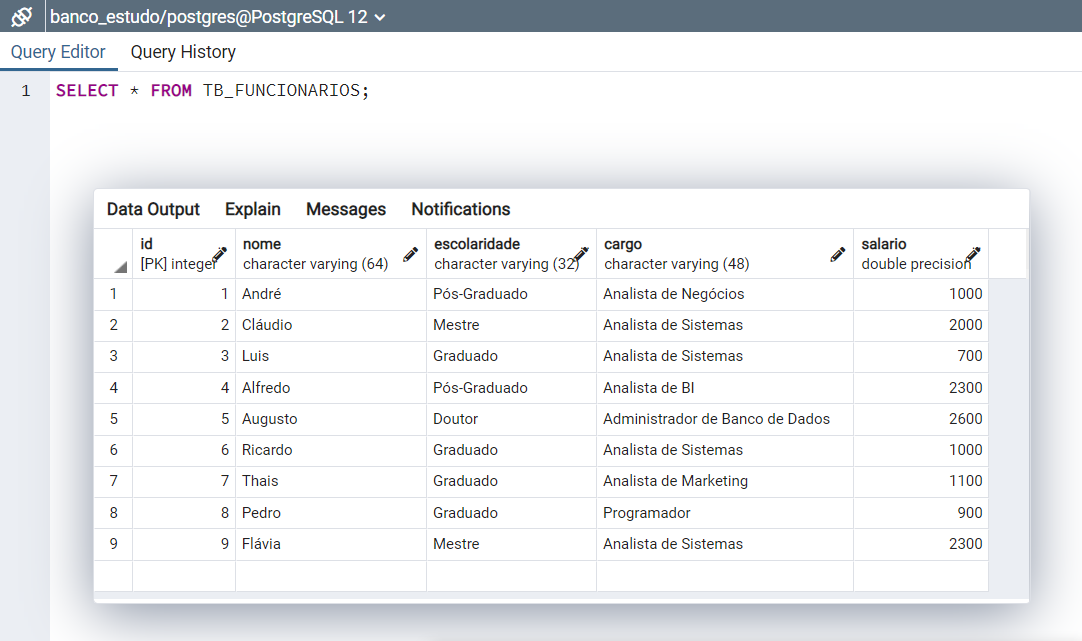 banco_estudo/postgres@PostgreSQL 12
Query Editor Query History
1 SELECT * FROM TB_FUNCIONARIOS;
Data Output Explain Messages Notifications
id nome escolaridade cargo salario
[PK] integer character varying (64) character varying (32) character varying (48) double precision
1 1 André Pós-Graduado Analista de Negócios 1000
2 2 Cláudio Mestre Analista de Sistemas 2000
3 3 Luis Graduado Analista de Sistemas 700
4 4 Alfredo Pós-Graduado Analista de BI 2300
5 5 Augusto Doutor Administrador de Banco de Dados 2600
6 6 Ricardo Graduado Analista de Sistemas 1000
7 7 Thais Graduado Analista de Marketing 1100
8 8 Pedro Graduado Programador 900
9 9 Flávia Mestre Analista de Sistemas 2300